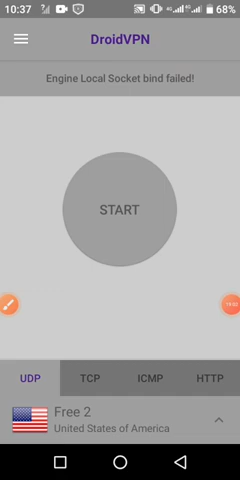 10:37
68%
DroidVPN
Engine Local Socket bind failed!
START
UDP TCP ICMP HTTP
Free 2
United States of America